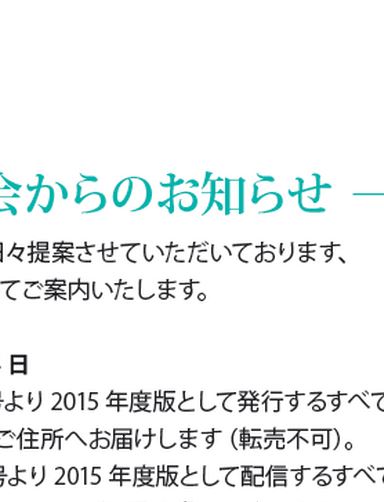 会からのお知らせ —
日々提案させていただいております、
てご案内いたします。
日
号より 2015 年度版として発行するすべて
ご住所へお届けします（転売不可）。
号より 2015 年度版として配信するすべて